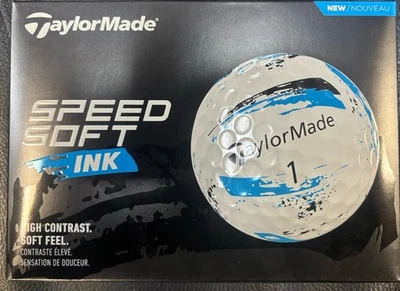 TaylorMade
NEW/NOUVEAU
SPEED
SOFT
INK
TaylorMade
1
HIGH CONTRAST.
SOFT FEEL.
CONTRASTE ÉLEVÉ.
SENSATION DE DOUCEUR.